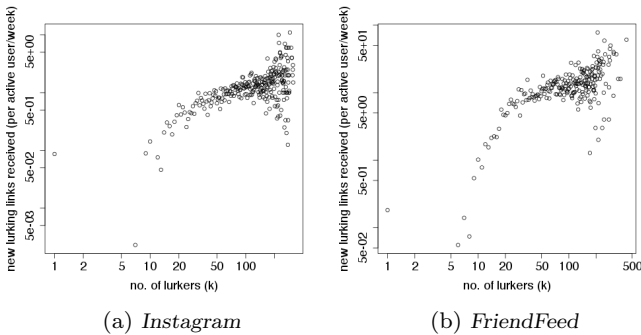 new lurking links received (per active user/week)
5e+00
5e-01
5e-02
5e-03
1 2 5 10 20 50 100
no. of lurkers (k)
(a) Instagram
new lurking links received (per active user/week)
5e+01
5e+00
5e-01
5e-02
1 2 5 10 20 50 100 500
no. of lurkers (k)
(b) FriendFeed